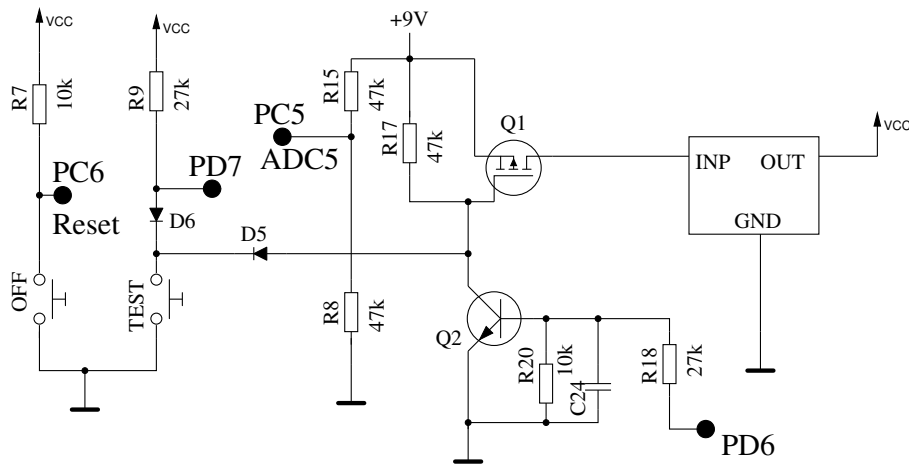 VCC
VCC
+9V
R7
10k
R9
27k
R15
47k
PC5
ADC5
R17
47k
Q1
VCC
INP
OUT
GND
PC6
Reset
PD7
D6
D5
OFF
TEST
R8
47k
Q2
R20
10k
C24
R18
27k
PD6